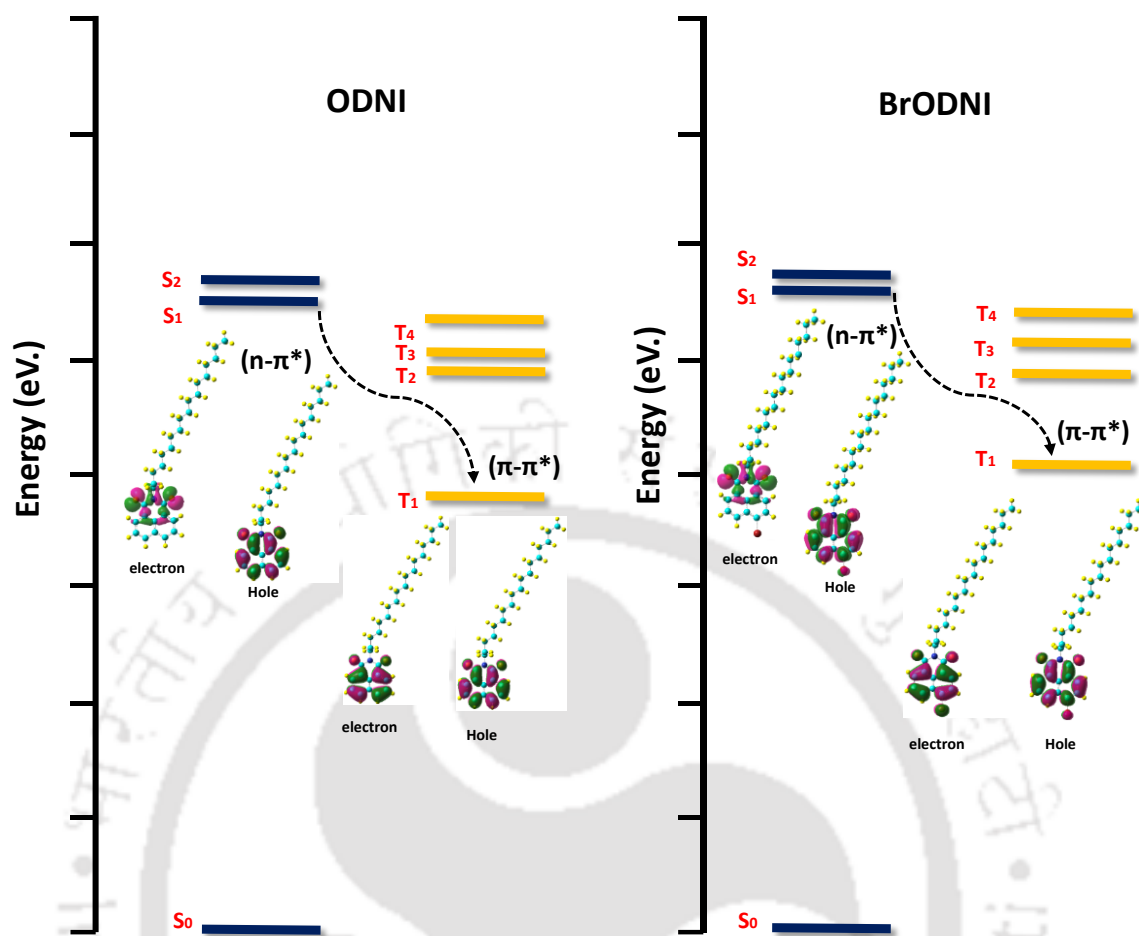 ODNI
Energy (eV.)
S2
S1
(n-π*)
T4
T3
T2
(π-π*)
T1
electron
Hole
electron
Hole
S0
BrODNI
Energy (eV.)
S2
S1
(n-π*)
T4
T3
T2
(π-π*)
T1
electron
Hole
electron
Hole
S0